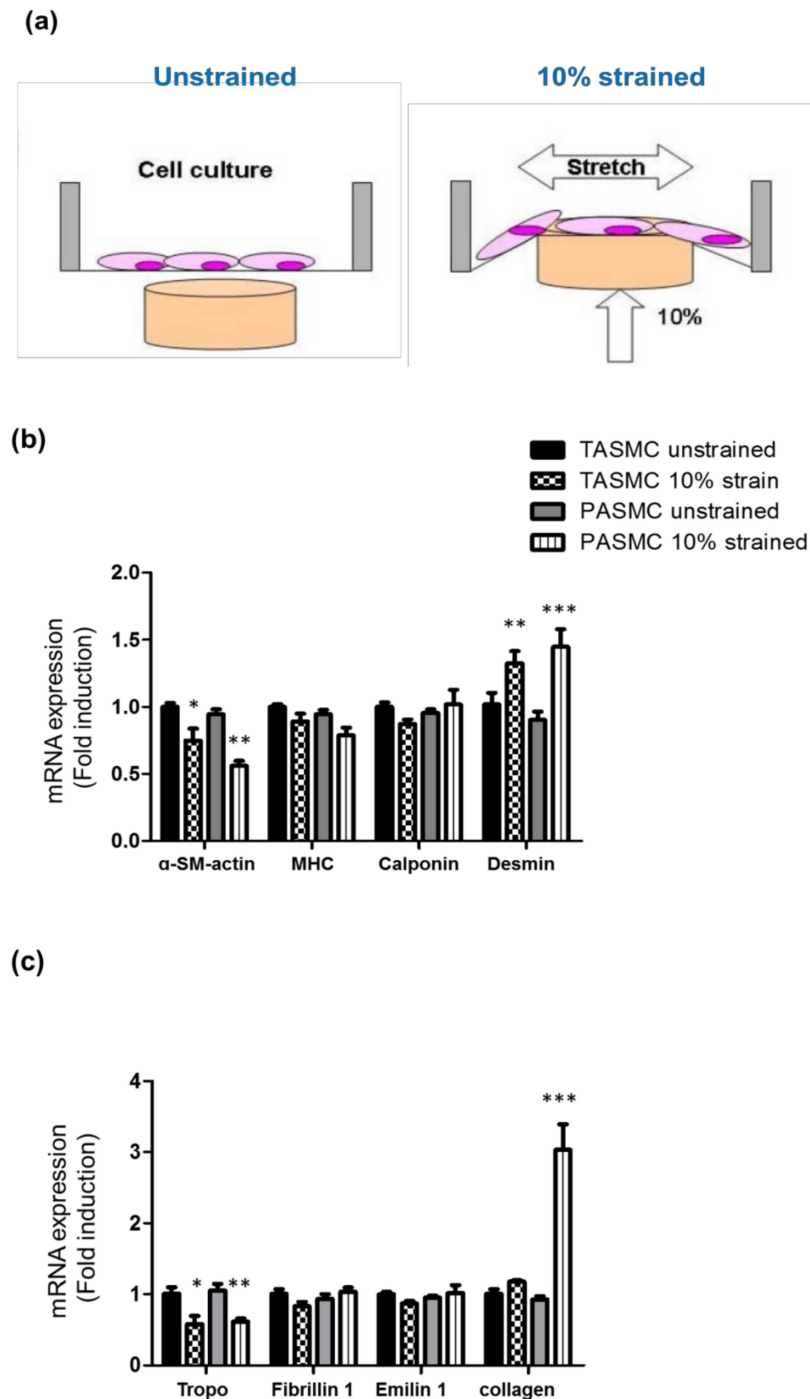 (a)
Unstrained
10% strained
Cell culture
Stretch
10%
(b)
TASMC unstrained
TASMC 10% strain
PASMC unstrained
PASMC 10% strained
mRNA expression
(Fold induction)
2.0
1.5
1.0
0.5
0.0
*
**
**
***
α-SM-actin MHC Calponin Desmin
(c)
mRNA expression
(Fold induction)
4
3
2
1
0
*
**
***
Tropo Fibrillin 1 Emilin 1 collagen